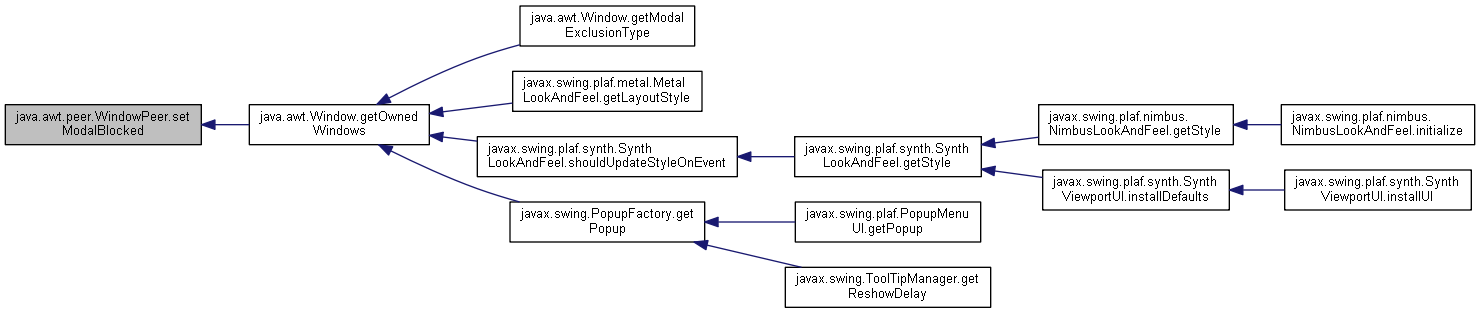 java.awt.peer.WindowPeer.set
ModalBlocked
java.awt.Window.getOwned
Windows
java.awt.Window.getModal
ExclusionType
javax.swing.plaf.metal.Metal
LookAndFeel.getLayoutStyle
javax.swing.plaf.synth.Synth
LookAndFeel.shouldUpdateStyleOnEvent
javax.swing.PopupFactory.get
Popup
javax.swing.plaf.synth.Synth
LookAndFeel.getStyle
javax.swing.plaf.PopupMenu
UI.getPopup
javax.swing.ToolTipManager.get
ReshowDelay
javax.swing.plaf.nimbus.
NimbusLookAndFeel.getStyle
javax.swing.plaf.synth.Synth
ViewportUI.installDefaults
javax.swing.plaf.nimbus.
NimbusLookAndFeel.initialize
javax.swing.plaf.synth.Synth
ViewportUI.installUI